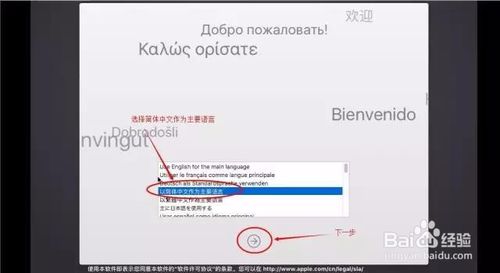 欢迎
Добро пожаловать!
Καλώς ορίσατε
Bienvenido
选择简体中文作为主要语言
Dobrodošli
nvingut
Use English for the main language
Utiliser le français comme langue principale
Deutsch als Standardsprache verwenden
以简体中文作为主要语言
以繁體中文作為主要語言
主に日本語を使用する
Usar español como idioma principal
下一步
Baidu 经验
jingyan.baidu.com
使用本软件即表示您同意本软件的“软件许可协议”的条款。您可以在 http://www.apple.com/cn/legal/sla/